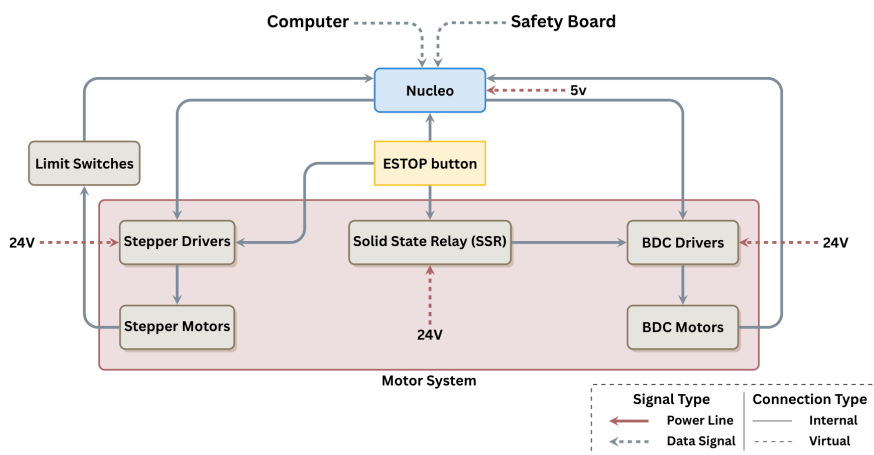 Computer
Safety Board
Nucleo
5v
Limit Switches
ESTOP button
24V
Stepper Drivers
Solid State Relay (SSR)
BDC Drivers
24V
Stepper Motors
24V
BDC Motors
Motor System
Signal Type
Connection Type
Power Line
Internal
Data Signal
Virtual